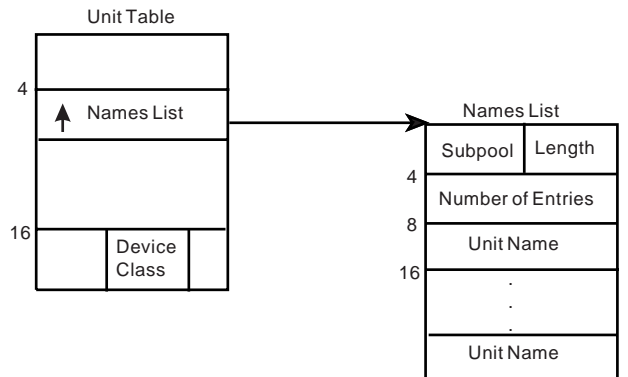 Unit Table
4
Names List
16
Device
Class
Names List
Subpool
Length
4
Number of Entries
8
Unit Name
16
.
.
.
Unit Name